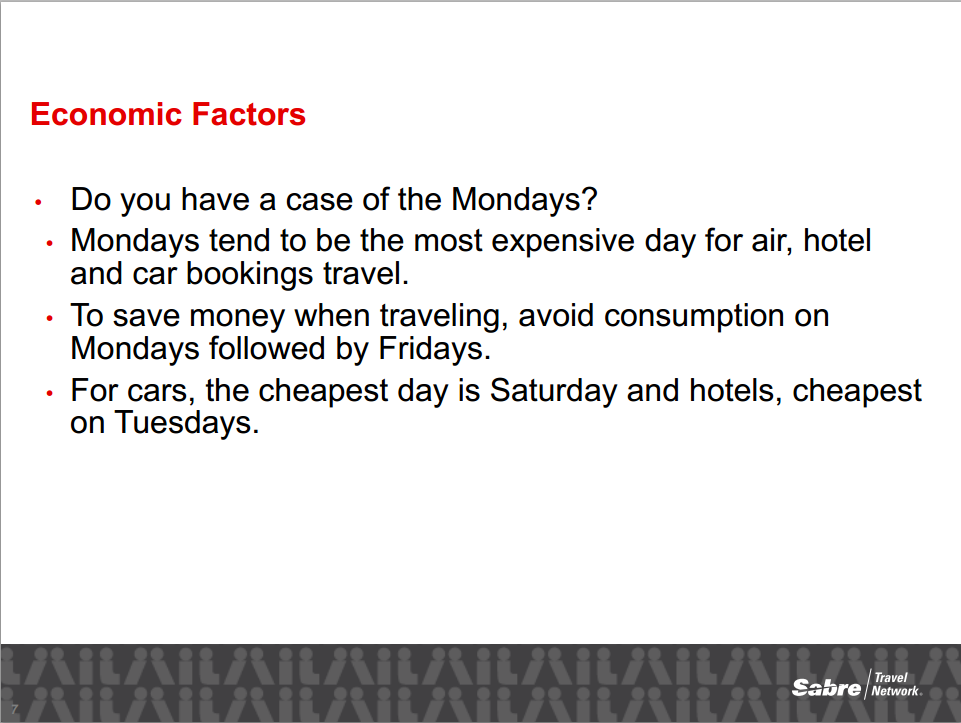 Economic Factors
• Do you have a case of the Mondays?
• Mondays tend to be the most expensive day for air, hotel
and car bookings travel.
• To save money when traveling, avoid consumption on
Mondays followed by Fridays.
• For cars, the cheapest day is Saturday and hotels, cheapest
on Tuesdays.
Sabre Travel
Network
7